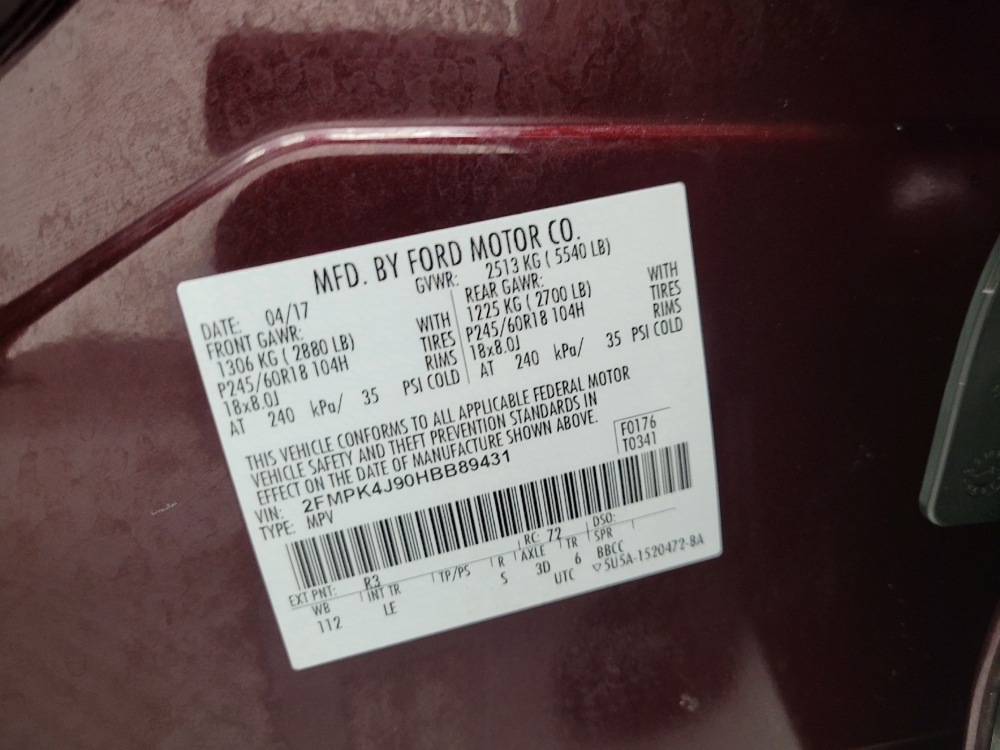 MFD. BY FORD MOTOR CO.
DATE: 04/17 GVWR: 2513 KG ( 5540 LB)
FRONT GAWR: REAR GAWR:
1306 KG ( 2880 LB) WITH 1225 KG ( 2700 LB) WITH
P245/60R18 104H TIRES P245/60R18 104H TIRES
18x8.0J RIMS 18x8.0J RIMS
AT 240 kPa/ 35 PSI COLD AT 240 kPa/ 35 PSI COLD
THIS VEHICLE CONFORMS TO ALL APPLICABLE FEDERAL MOTOR
VEHICLE SAFETY AND THEFT PREVENTION STANDARDS IN
EFFECT ON THE DATE OF MANUFACTURE SHOWN ABOVE.
VIN: 2FMPK4J90HBB89431 F0176
TYPE: MPV T0341
EXT PNT: R3 RC: 72 DSO:
WB INT TR TP/PS R AXLE TR SPR
112 LE S 3D 6 BBCC
UTC ▽5U5A-1520472-BA